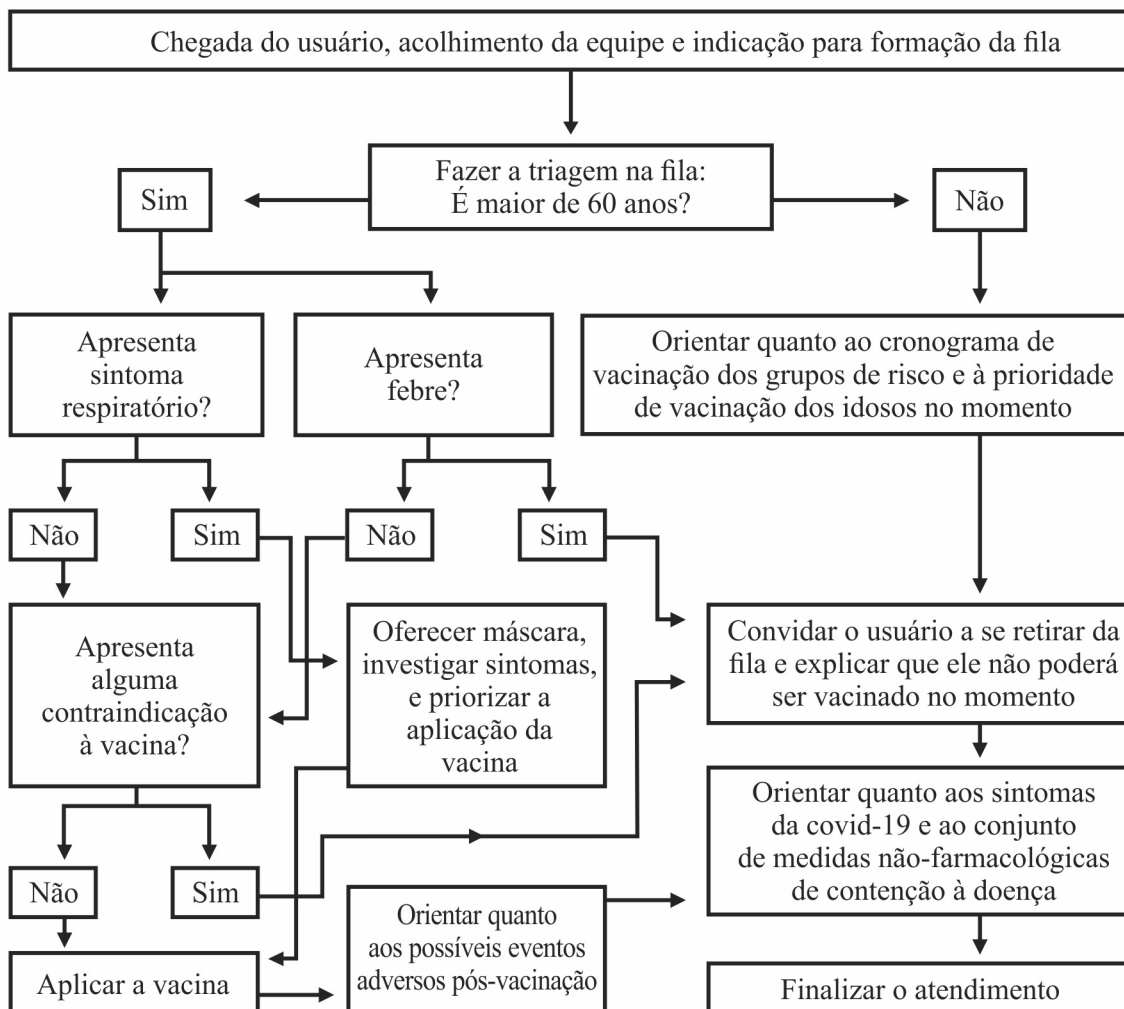 Chegada do usuário, acolhimento da equipe e indicação para formação da fila
Fazer a triagem na fila:
É maior de 60 anos?
Sim
Não
Apresenta
sintoma
respiratório?
Apresenta
febre?
Orientar quanto ao cronograma de
vacinação dos grupos de risco e à prioridade
de vacinação dos idosos no momento
Não
Sim
Não
Sim
Apresenta
alguma
contraindicação
à vacina?
Oferecer máscara,
investigar sintomas,
e priorizar a
aplicação da
vacina
Convidar o usuário a se retirar da
fila e explicar que ele não poderá
ser vacinado no momento
Orientar quanto aos sintomas
da covid-19 e ao conjunto
de medidas não-farmacológicas
de contenção à doença
Não
Sim
Aplicar a vacina
Orientar quanto
aos possíveis eventos
adversos pós-vacinação
Finalizar o atendimento